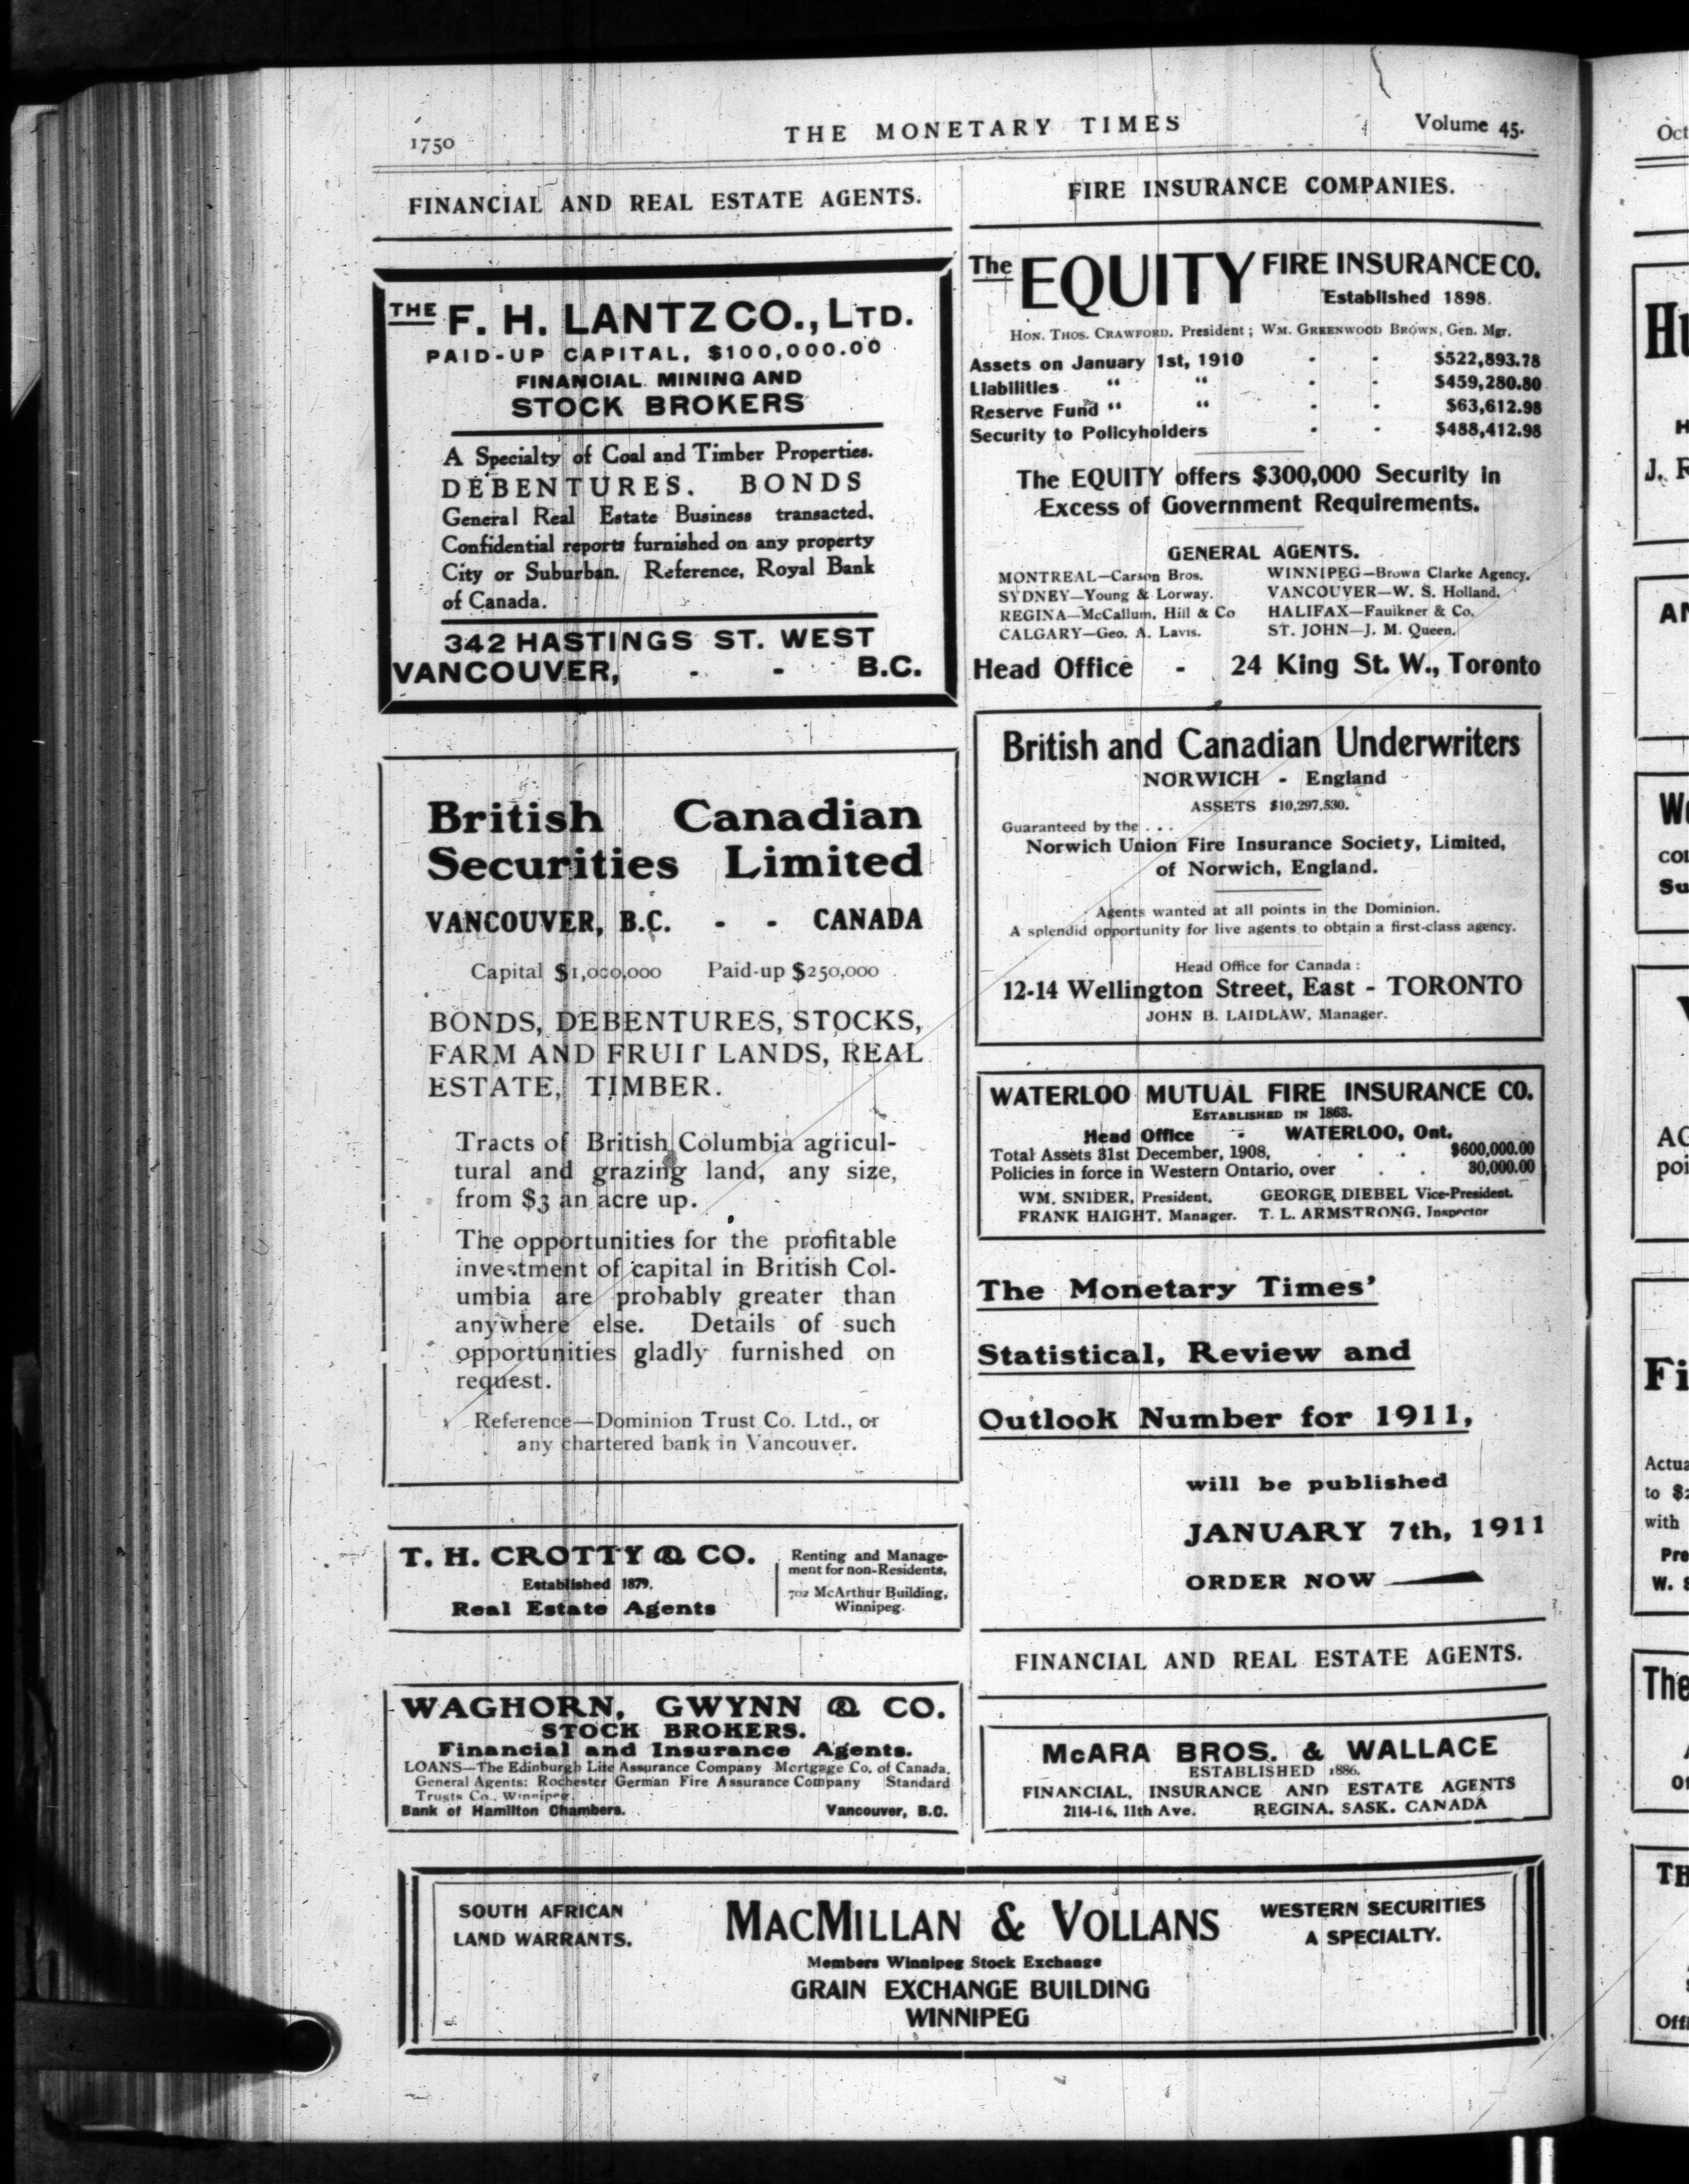 1750
THE MONETARY TIMES
Volume 45.
FINANCIAL AND REAL ESTATE AGENTS.
THE F. H. LANTZ CO., LTD.
PAID-UP CAPITAL, $100,000.00
FINANCIAL MINING AND
STOCK BROKERS
A Specialty of Coal and Timber Properties.
DEBENTURES. BONDS
General Real Estate Business transacted.
Confidential reports furnished on any property
City or Suburban. Reference, Royal Bank
of Canada.
342 HASTINGS ST. WEST
VANCOUVER, - - B.C.
British Canadian
Securities Limited
VANCOUVER, B.C. - - CANADA
Capital $1,000,000 Paid-up $250,000
BONDS, DEBENTURES, STOCKS,
FARM AND FRUIT LANDS, REAL
ESTATE, TIMBER.
Tracts of British Columbia agricul-
tural and grazing land, any size,
from $3 an acre up.
The opportunities for the profitable
investment of capital in British Col-
umbia are probably greater than
anywhere else. Details of such
opportunities gladly furnished on
request.
Reference—Dominion Trust Co. Ltd., or
any chartered bank in Vancouver.
T. H. CROTTY & CO.
Established 1879.
Real Estate Agents
Renting and Manage-
ment for non-Residents,
702 McArthur Building,
Winnipeg.
WAGHORN, GWYNN & CO.
STOCK BROKERS.
Financial and Insurance Agents.
LOANS—The Edinburgh Life Assurance Company Mortgage Co. of Canada.
General Agents: Rochester German Fire Assurance Company Standard
Trusts Co., Winnipeg.
Bank of Hamilton Chambers. Vancouver, B.C.
FIRE INSURANCE COMPANIES.
The EQUITY FIRE INSURANCE CO.
Established 1898.
HON. THOS. CRAWFORD, President; WM. GREENWOOD BROWN, Gen. Mgr.
Assets on January 1st, 1910 - - $522,893.78
Liabilities " " - - $459,280.80
Reserve Fund " " - - $63,612.98
Security to Policyholders - - $488,412.98
The EQUITY offers $300,000 Security in
Excess of Government Requirements.
GENERAL AGENTS.
MONTREAL—Carson Bros. WINNIPEG—Brown Clarke Agency.
SYDNEY—Young & Lorway. VANCOUVER—W. S. Holland.
REGINA—McCallum, Hill & Co HALIFAX—Faulkner & Co.
CALGARY—Geo. A. Lavis. ST. JOHN—J. M. Queen.
Head Office - 24 King St. W., Toronto
British and Canadian Underwriters
NORWICH - England
ASSETS $10,297,530.
Guaranteed by the . . .
Norwich Union Fire Insurance Society, Limited,
of Norwich, England.
Agents wanted at all points in the Dominion.
A splendid opportunity for live agents to obtain a first-class agency.
Head Office for Canada :
12-14 Wellington Street, East - TORONTO
JOHN B. LAIDLAW, Manager.
WATERLOO MUTUAL FIRE INSURANCE CO.
ESTABLISHED IN 1863.
Head Office - WATERLOO, Ont.
Total Assets 31st December, 1908, . . . $600,000.00
Policies in force in Western Ontario, over . . 30,000.00
WM. SNIDER, President, GEORGE DIEBEL Vice-President.
FRANK HAIGHT, Manager. T. L. ARMSTRONG, Inspector
The Monetary Times'
Statistical, Review and
Outlook Number for 1911,
will be published
JANUARY 7th, 1911
ORDER NOW
FINANCIAL AND REAL ESTATE AGENTS.
McARA BROS. & WALLACE
ESTABLISHED 1886.
FINANCIAL, INSURANCE AND ESTATE AGENTS
2114-16, 11th Ave. REGINA, SASK. CANADA
SOUTH AFRICAN
LAND WARRANTS.
MACMILLAN & VOLLANS
Members Winnipeg Stock Exchange
GRAIN EXCHANGE BUILDING
WINNIPEG
WESTERN SECURITIES
A SPECIALTY.